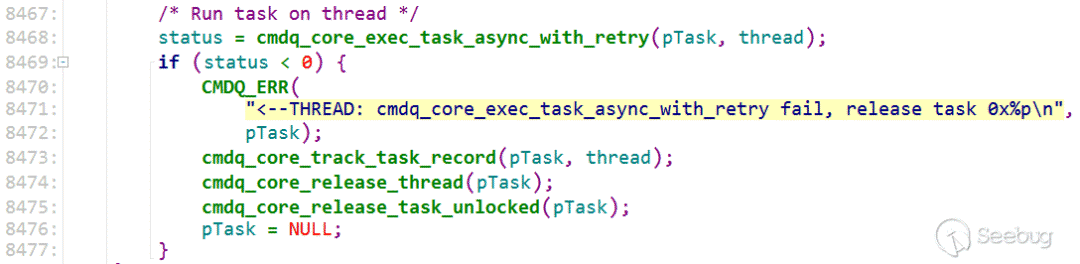 8467: /* Run task on thread */
8468: status = cmdq_core_exec_task_async_with_retry(pTask, thread);
8469: if (status < 0) {
8470: CMDQ_ERR(
8471: "<--THREAD: cmdq_core_exec_task_async_with_retry fail, release task 0x%p\n",
8472: pTask);
8473: cmdq_core_track_task_record(pTask, thread);
8474: cmdq_core_release_thread(pTask);
8475: cmdq_core_release_task_unlocked(pTask);
8476: pTask = NULL;
8477: }
Seebug